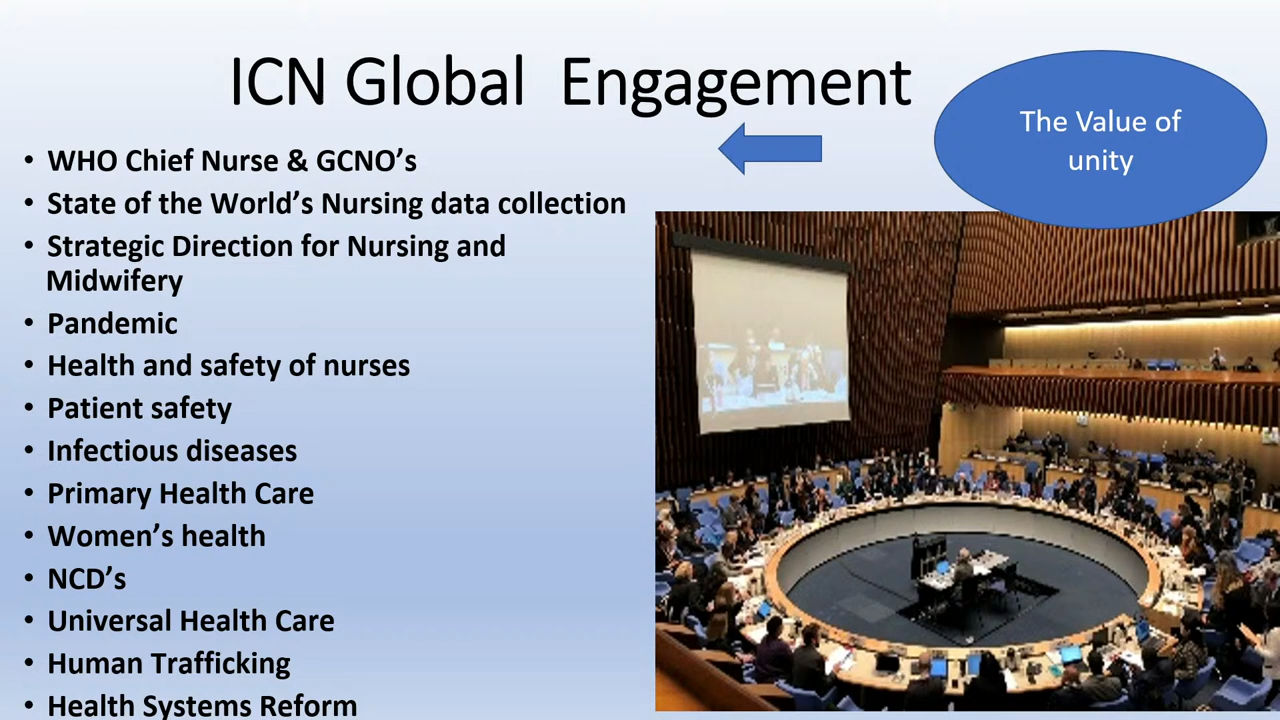 ICN Global  Engagement
The Value of
unity
• WHO Chief Nurse & GCNO’s
• State of the World’s Nursing data collection
• Strategic Direction for Nursing and
Midwifery
• Pandemic
• Health and safety of nurses
• Patient safety
• Infectious diseases
• Primary Health Care
• Women’s health
• NCD’s
• Universal Health Care
• Human Trafficking
• Health Systems Reform